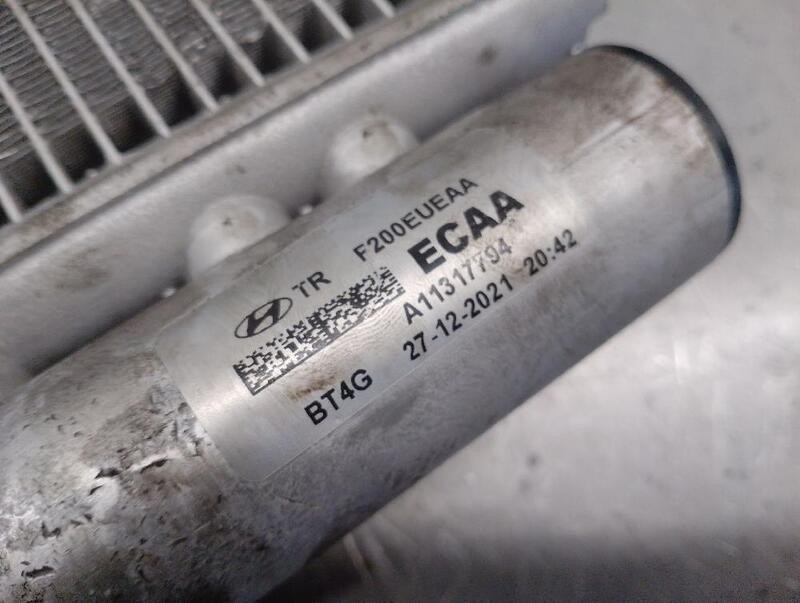 TR F200EUEAA
ECAA
A11317794
BT4G 27-12-2021 20:42